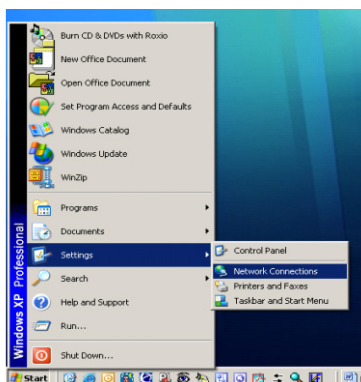 Burn CD & DVDs with Roxio
New Office Document
Open Office Document
Set Program Access and Defaults
Windows Catalog
Windows Update
WinZip
Programs
Documents
Settings
Search
Help and Support
Run...
Shut Down...
Control Panel
Network Connections
Printers and Faxes
Taskbar and Start Menu
Windows XP Professional
Start